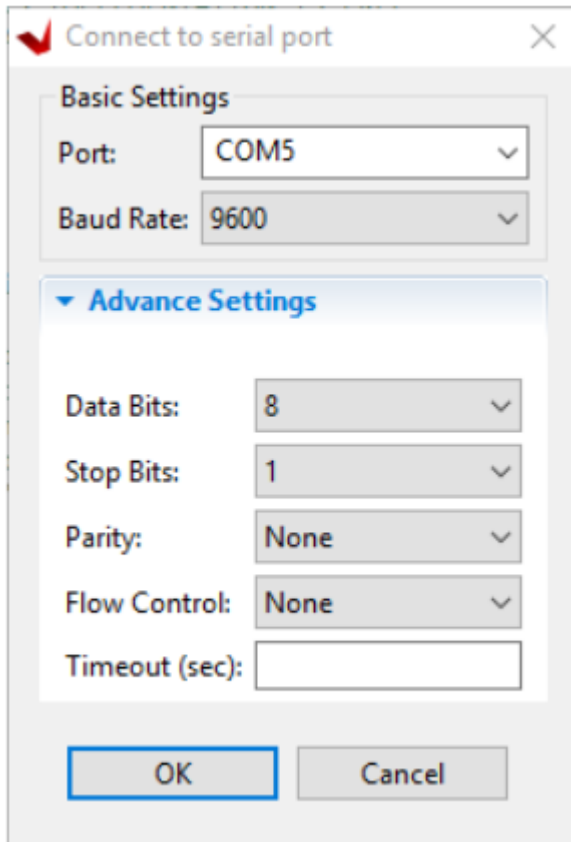 Connect to serial port
Basic Settings
Port: COM5
Baud Rate: 9600
Advance Settings
Data Bits: 8
Stop Bits: 1
Parity: None
Flow Control: None
Timeout (sec):
OK Cancel